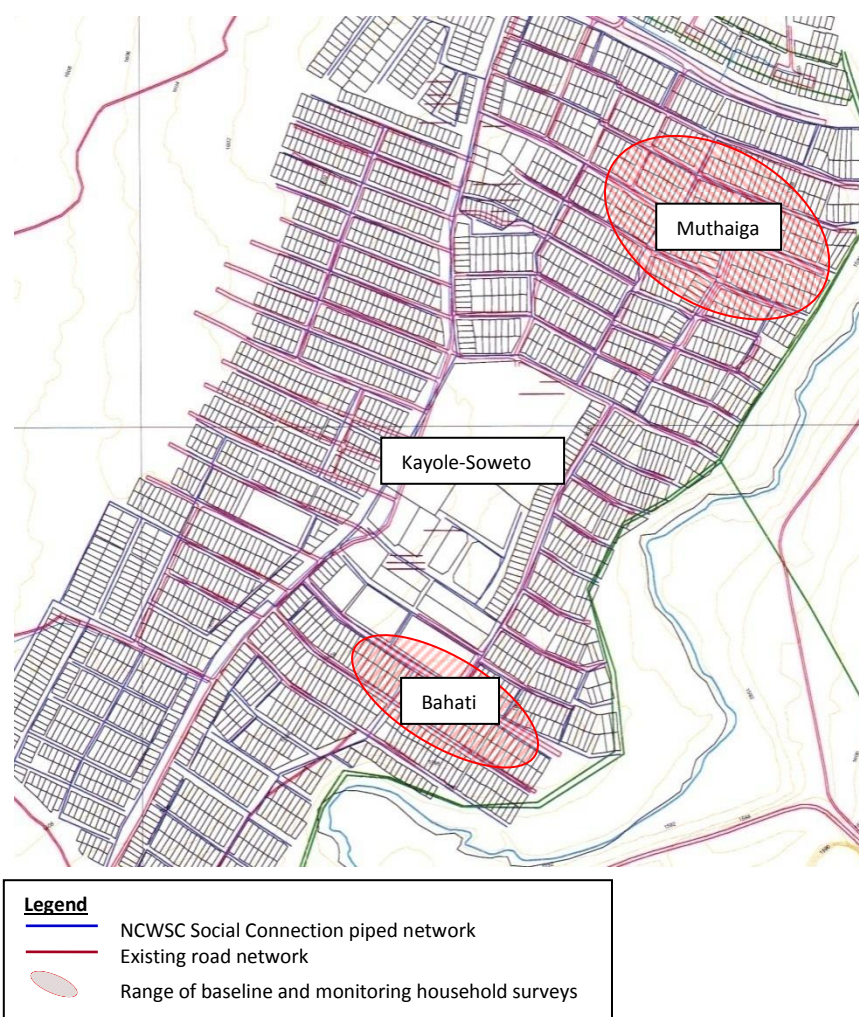 Muthaiga
Kayole-Soweto
Bahati
Legend
NCWSC Social Connection piped network
Existing road network
Range of baseline and monitoring household surveys